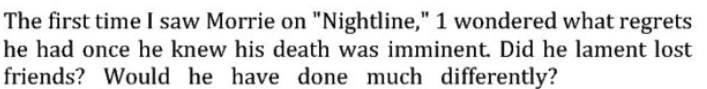 The first time I saw Morrie on "Nightline," 1 wondered what regrets
he had once he knew his death was imminent. Did he lament lost
friends? Would he have done much differently?